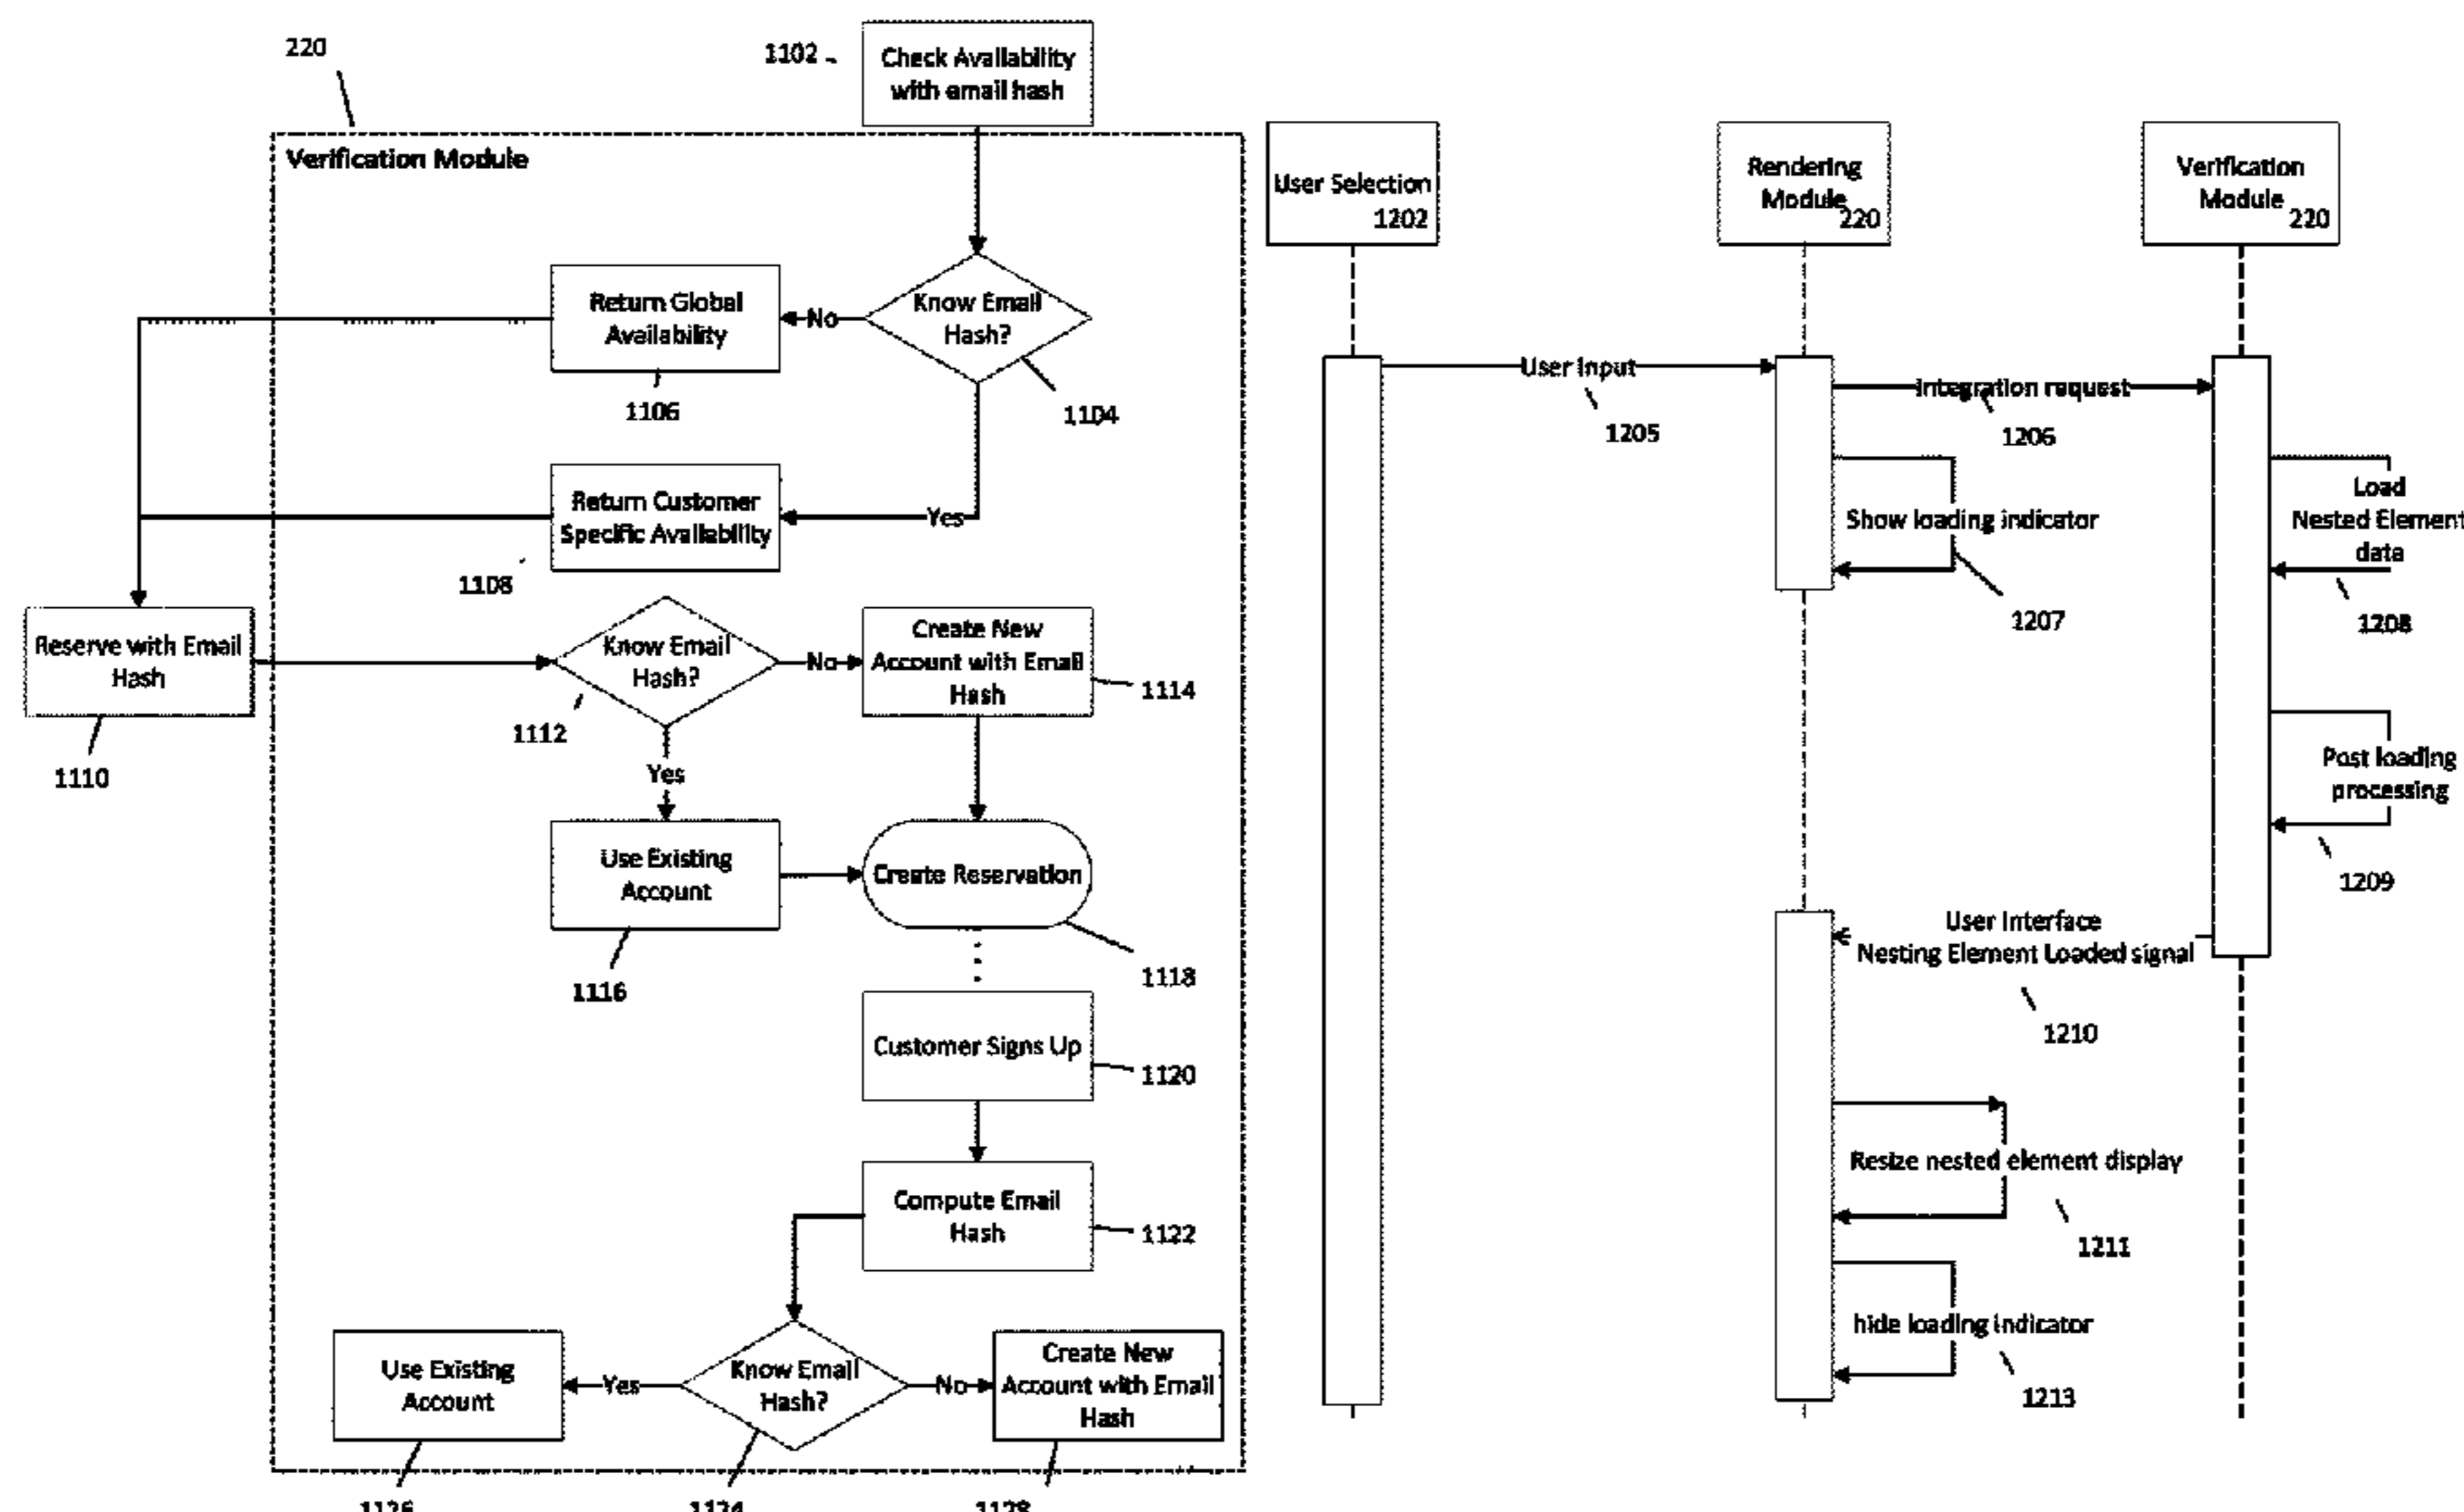 220
1102
Check Availability
with email hash
Verification Module
Know Email
Hash?
1104
No
Return Global
Availability
1106
Yes
Return Customer
Specific Availability
1108
Reserve with Email
Hash
1110
Know Email
Hash?
1112
No
Create New
Account with Email
Hash
1114
Yes
Use Existing
Account
1116
Create Reservation
1118
Customer Signs Up
1120
Compute Email
Hash
1122
Know Email
Hash?
1124
Yes
Use Existing
Account
1126
No
Create New
Account with Email
Hash
1128
User Selection
1202
Rendering
Module
220
Verification
Module
220
User Input
1205
Integration request
1206
Show loading indicator
1207
Load
Nested Element
data
1208
Post loading
processing
1209
User Interface
Nesting Element Loaded signal
1210
Resize nested element display
1211
hide loading indicator
1213